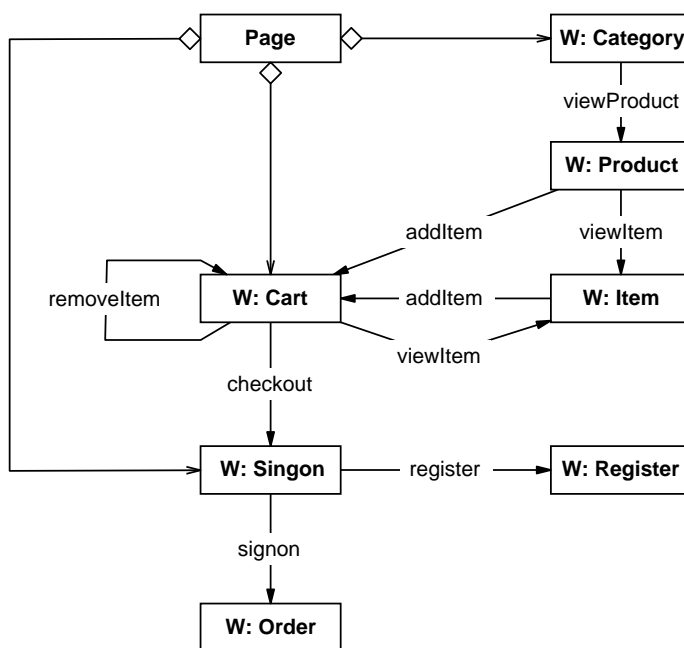 Page
W: Category
viewProduct
W: Product
addItem
viewItem
removeItem
W: Cart
addItem
W: Item
viewItem
checkout
W: Singon
register
W: Register
signon
W: Order